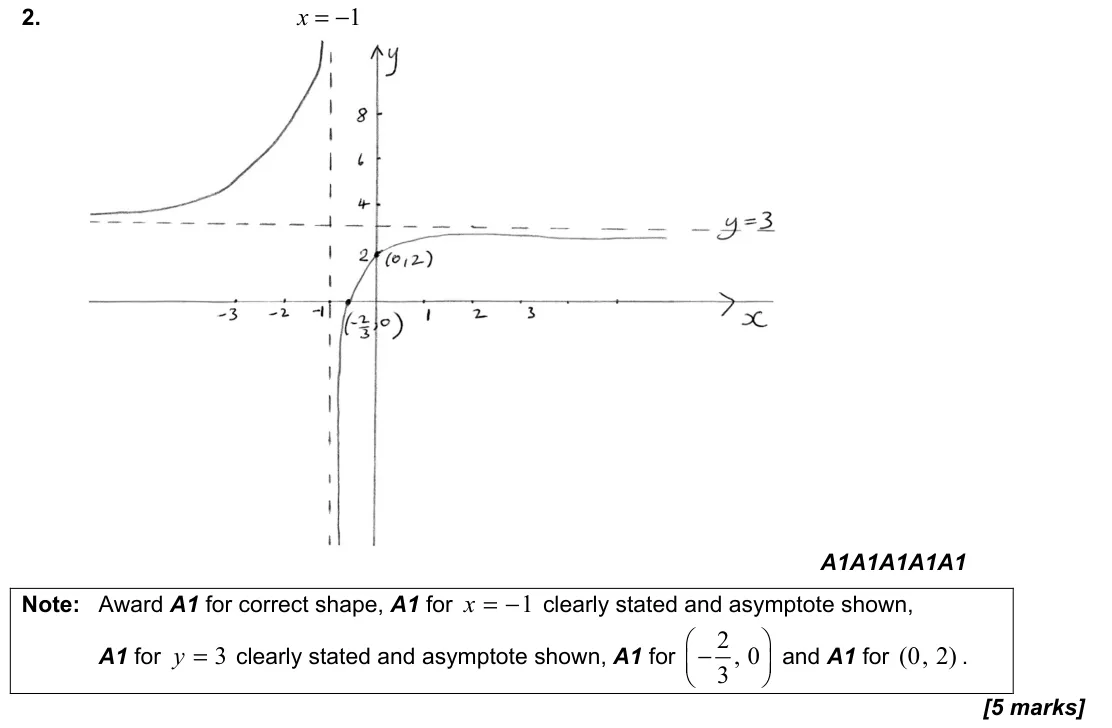 2.
x = −1
y
8
6
4
y = 3
2 (0,2)
-3 -2 -1 1 2 3
x
(-2/3, 0)
A1A1A1A1A1
Note: Award A1 for correct shape, A1 for x = −1 clearly stated and asymptote shown,
A1 for y = 3 clearly stated and asymptote shown, A1 for (−2/3, 0) and A1 for (0, 2).
[5 marks]